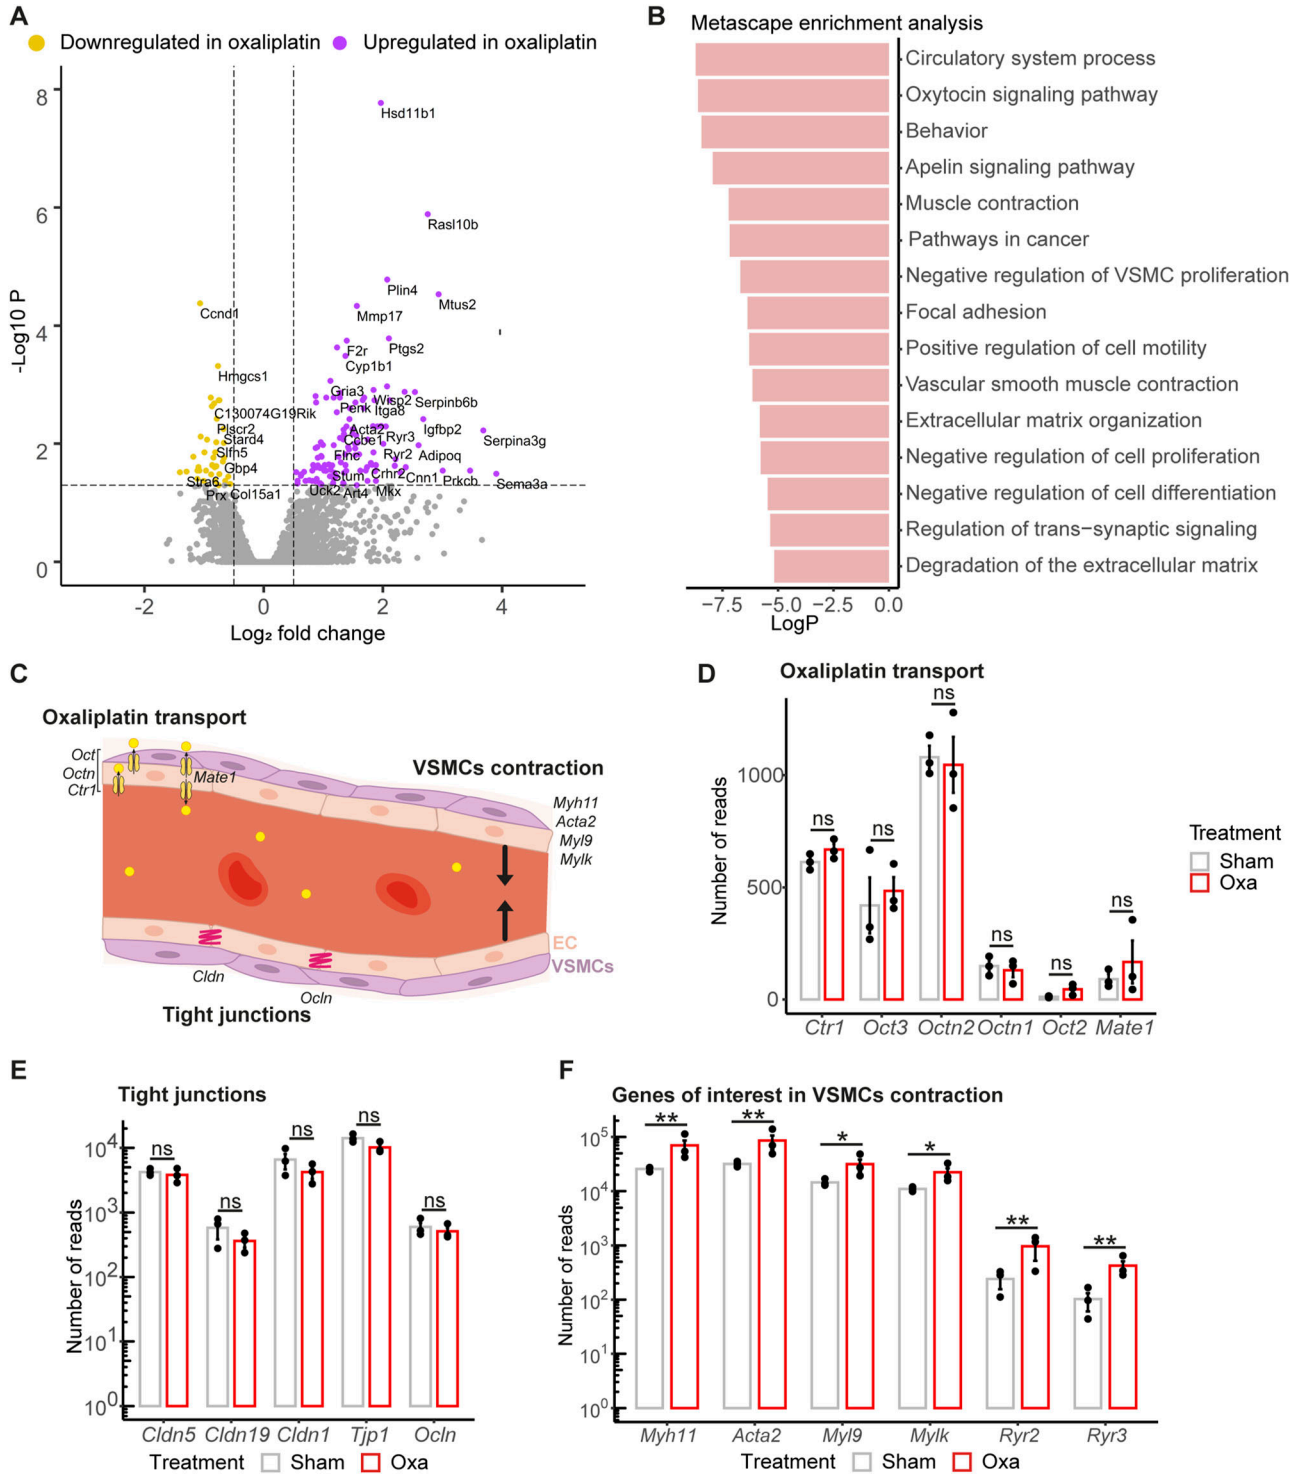 A
Downregulated in oxaliplatin
Upregulated in oxaliplatin
8
6
4
2
0
-Log10 P
Hsd11b1
Rasl10b
Plin4
Mtus2
Mmp17
Ccnd1
Ptgs2
F2r
Cyp1b1
Hmgcs1
Gria3
Wisp2
Serpinb6b
Penk
Itga8
C130074G19Rik
Plscr2
Acta2
Igfbp2
Stard4
Ccbe1
Ryr3
Serpina3g
Slfn5
Flnc
Ryr2
Adipoq
Gbp4
Stum
Crhr2
Cnn1
Prkcb
Sema3a
Stra6
Prx
Col15a1
Uck2
Art4
Mkx
-2
0
2
4
Log₂ fold change
B
Metascape enrichment analysis
Circulatory system process
Oxytocin signaling pathway
Behavior
Apelin signaling pathway
Muscle contraction
Pathways in cancer
Negative regulation of VSMC proliferation
Focal adhesion
Positive regulation of cell motility
Vascular smooth muscle contraction
Extracellular matrix organization
Negative regulation of cell proliferation
Negative regulation of cell differentiation
Regulation of trans−synaptic signaling
Degradation of the extracellular matrix
−7.5 −5.0 −2.5 0.0
LogP
C
Oxaliplatin transport
Oct
Octn
Ctr1
Mate1
VSMCs contraction
Myh11
Acta2
Myl9
Mylk
EC
VSMCs
Cldn
Ocln
Tight junctions
D
Oxaliplatin transport
Number of reads
1000
500
0
ns
ns
ns
ns
ns
ns
Ctr1 Oct3 Octn2 Octn1 Oct2 Mate1
Treatment
Sham
Oxa
E
Tight junctions
Number of reads
10⁴
10³
10²
10¹
10⁰
ns
ns
ns
ns
ns
Cldn5 Cldn19 Cldn1 Tjp1 Ocln
Treatment Sham Oxa
F
Genes of interest in VSMCs contraction
Number of reads
10⁵
10⁴
10³
10²
10¹
10⁰
**
**
*
*
**
**
Myh11 Acta2 Myl9 Mylk Ryr2 Ryr3
Treatment Sham Oxa